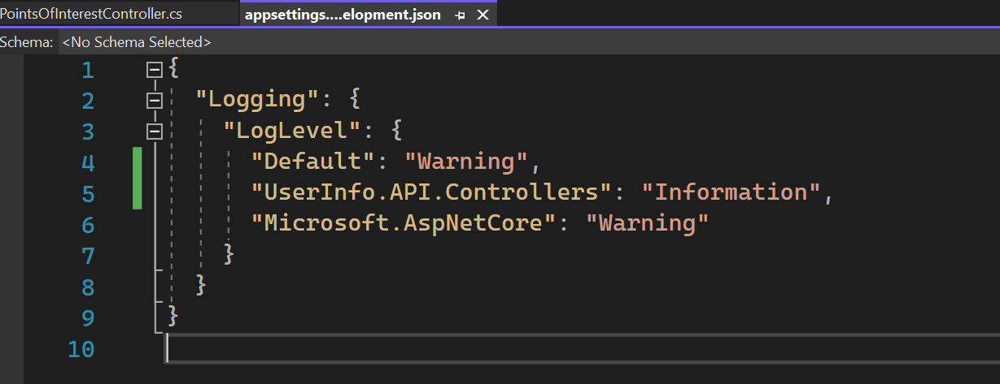 PointsOfInterestController.cs appsettings....elopment.json
Schema: <No Schema Selected>
1 {
2 "Logging": {
3 "LogLevel": {
4 "Default": "Warning",
5 "UserInfo.API.Controllers": "Information",
6 "Microsoft.AspNetCore": "Warning"
7 }
8 }
9 }
10